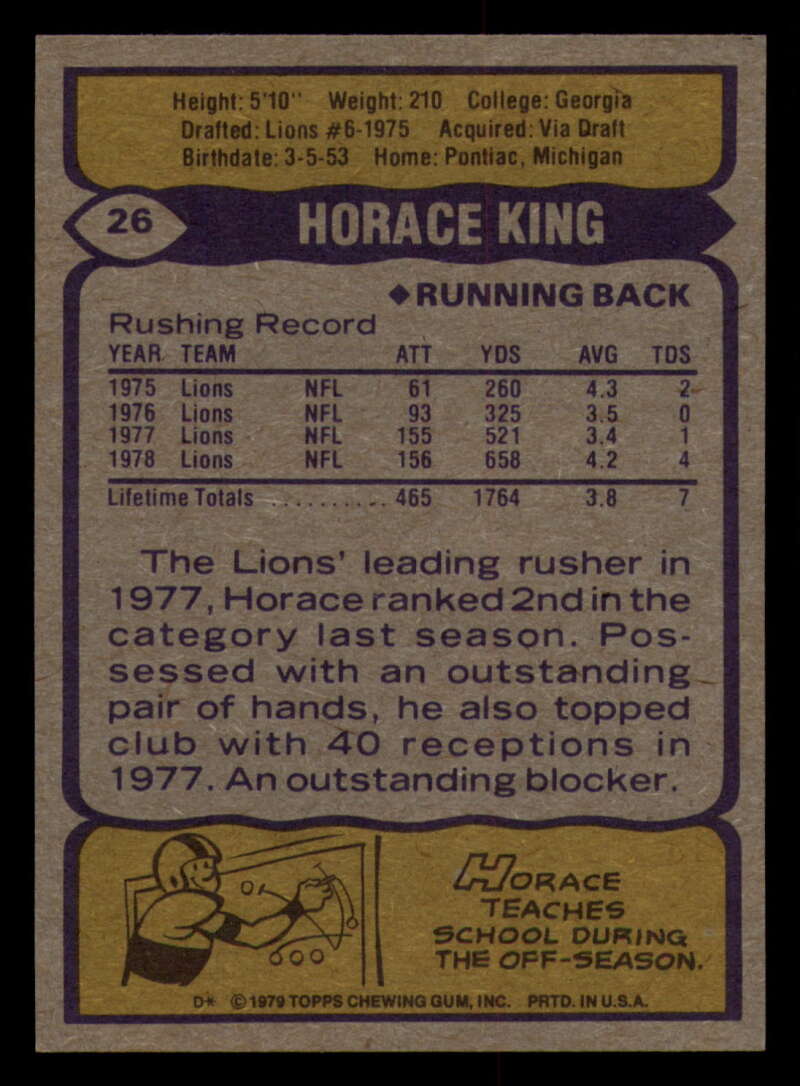 Height: 5'10" Weight: 210 College: Georgia
Drafted: Lions #6-1975 Acquired: Via Draft
Birthdate: 3-5-53 Home: Pontiac, Michigan
26 HORACE KING
◆RUNNING BACK
Rushing Record
YEAR TEAM ATT YDS AVG TDS
1975 Lions NFL 61 260 4.3 2
1976 Lions NFL 93 325 3.5 0
1977 Lions NFL 155 521 3.4 1
1978 Lions NFL 156 658 4.2 4
Lifetime Totals .......... 465 1764 3.8 7
The Lions' leading rusher in
1977, Horace ranked 2nd in the
category last season. Pos-
sessed with an outstanding
pair of hands, he also topped
club with 40 receptions in
1977. An outstanding blocker.
HORACE
TEACHES
SCHOOL DURING
THE OFF-SEASON.
D* ©1979 TOPPS CHEWING GUM, INC. PRTD. IN U.S.A.